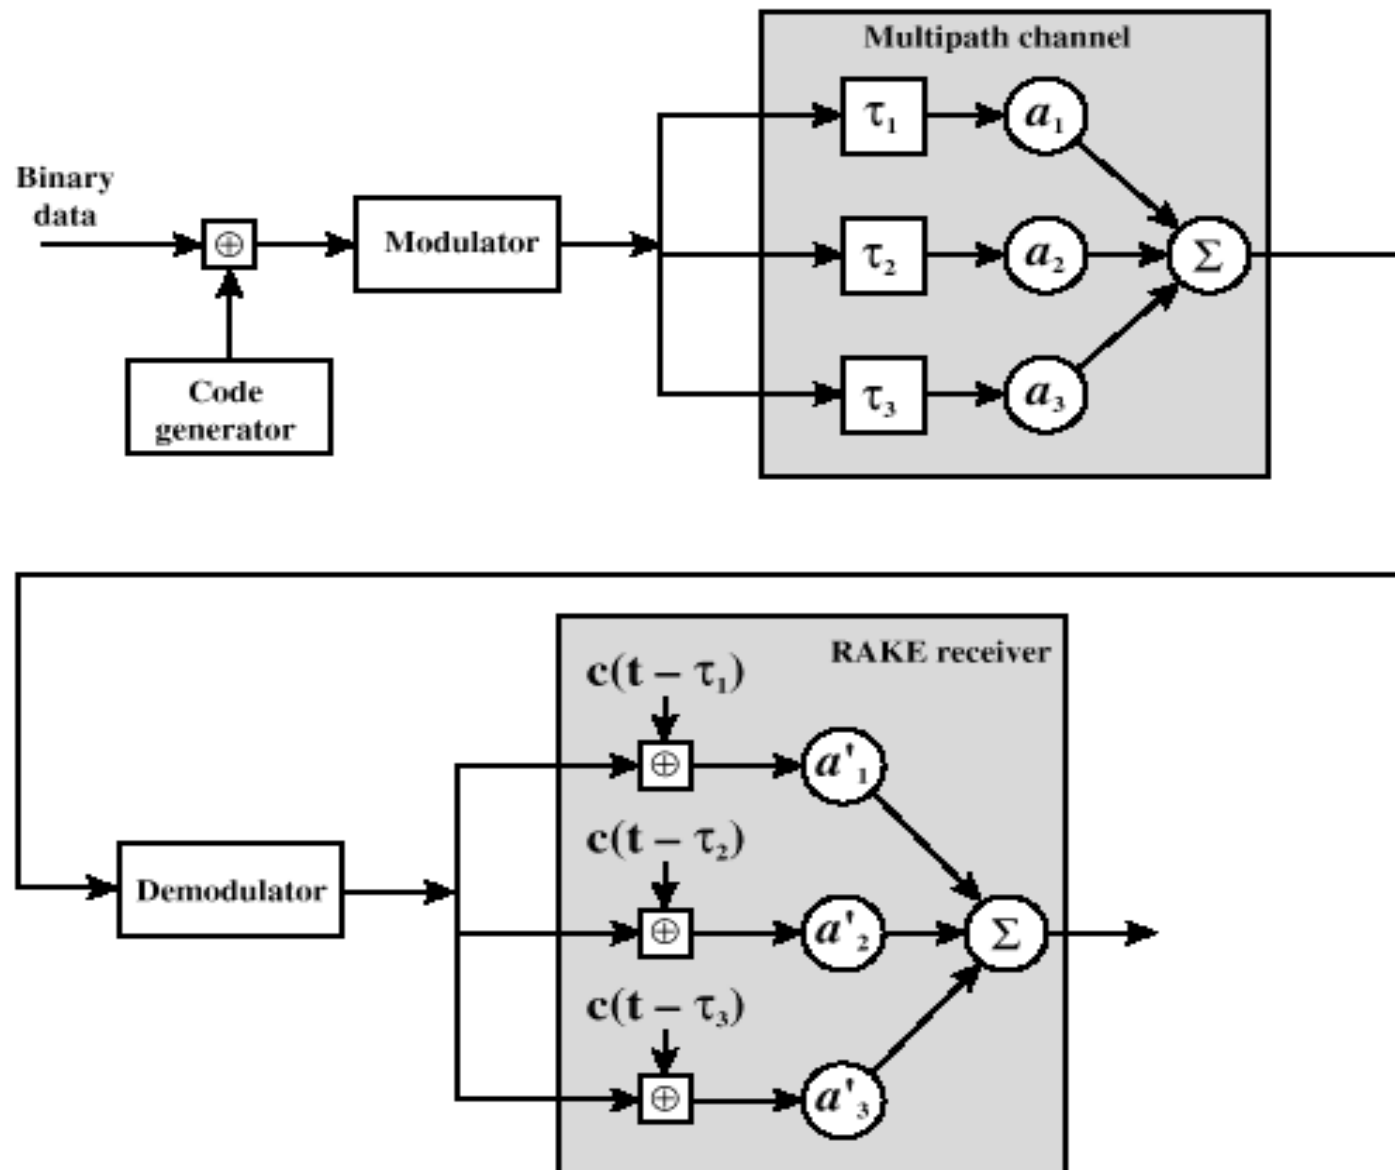 Multipath channel
τ₁
a₁
Binary
data
⊕
Modulator
τ₂
a₂
Σ
Code
generator
τ₃
a₃
RAKE receiver
c(t – τ₁)
⊕
a'₁
c(t – τ₂)
Demodulator
⊕
a'₂
Σ
c(t – τ₃)
⊕
a'₃